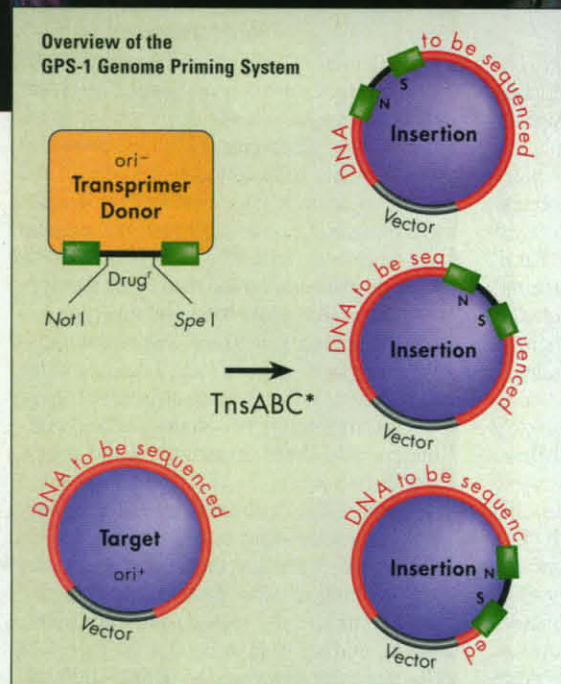 Overview of the
GPS-1 Genome Priming System
ori⁻
Transprimer
Donor
Drugʳ
Not I
Spe I
TnsABC*
DNA to be sequenced
Target
ori⁺
Vector
DNA
to be sequenced
N
S
Insertion
Vector
DNA to be seq
uenced
N
S
Insertion
Vector
DNA to be sequenc
ed
Insertion
N
S
Vector